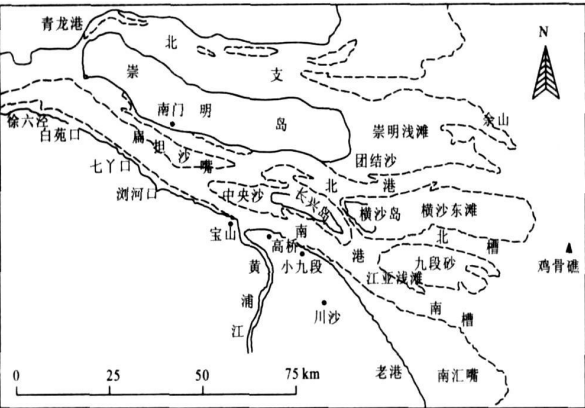 青龙港
北
支
N
崇
明
岛
南门
佘山
崇明浅滩
徐六泾
白茆口
扁
担
沙
嘴
团结沙
七丫口
浏河口
中央沙
北
港
长兴岛
横沙岛
横沙东滩
宝山
南
港
北
槽
高桥
小九段
九段砂
鸡骨礁
黄
浦
江
江亚浅滩
南
槽
川沙
老港
南汇嘴
0 25 50 75 km